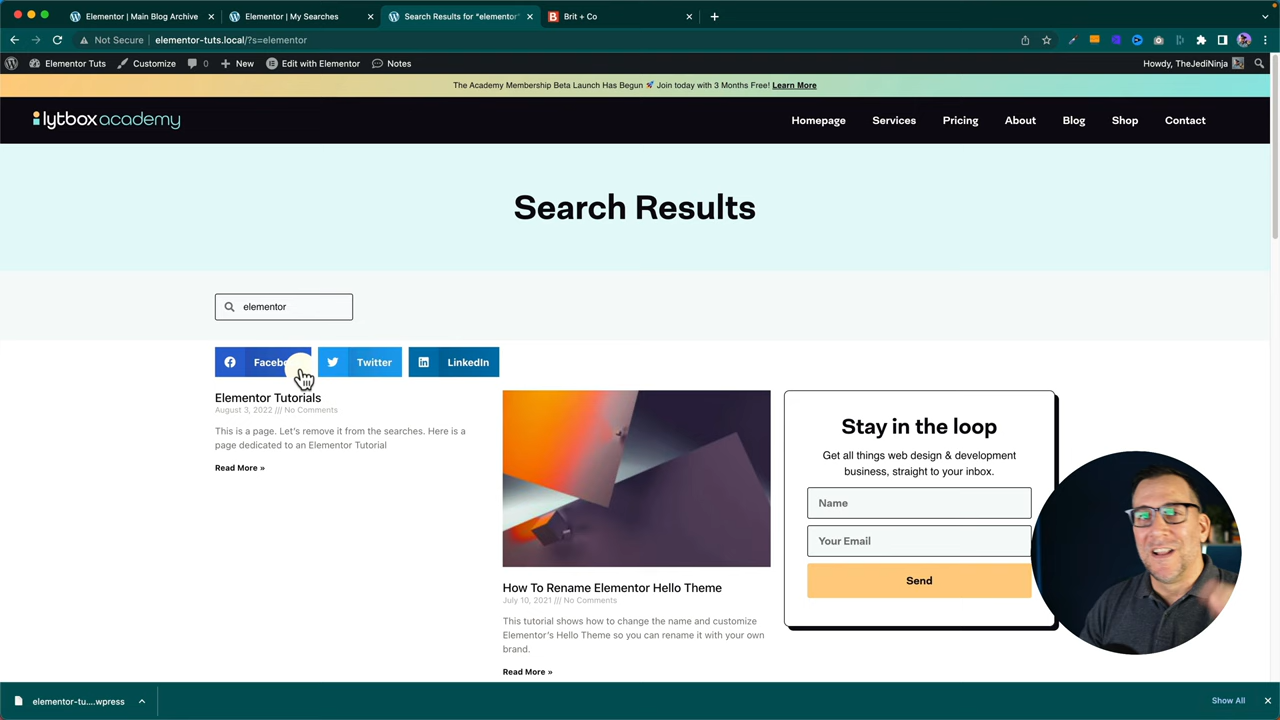 Elementor | Main Blog Archive
Elementor | My Searches
Search Results for "elementor"
Brit + Co
Not Secure
elementor-tuts.local/?s=elementor
Elementor Tuts
Customize
0
New
Edit with Elementor
Notes
Howdy, TheJediNinja
The Academy Membership Beta Launch Has Begun 🚀 Join today with 3 Months Free! Learn More
lytbox academy
Homepage
Services
Pricing
About
Blog
Shop
Contact
Search Results
elementor
Twitter
LinkedIn
Elementor Tutorials
August 3, 2022 /// No Comments
This is a page. Let's remove it from the searches. Here is a
page dedicated to an Elementor Tutorial
Read More »
How To Rename Elementor Hello Theme
July 10, 2021 /// No Comments
This tutorial shows how to change the name and customize
Elementor's Hello Theme so you can rename it with your own
brand.
Read More »
Stay in the loop
Get all things web design & development
business, straight to your inbox.
Name
Your Email
Send
elementor-tu....wpress
Show All